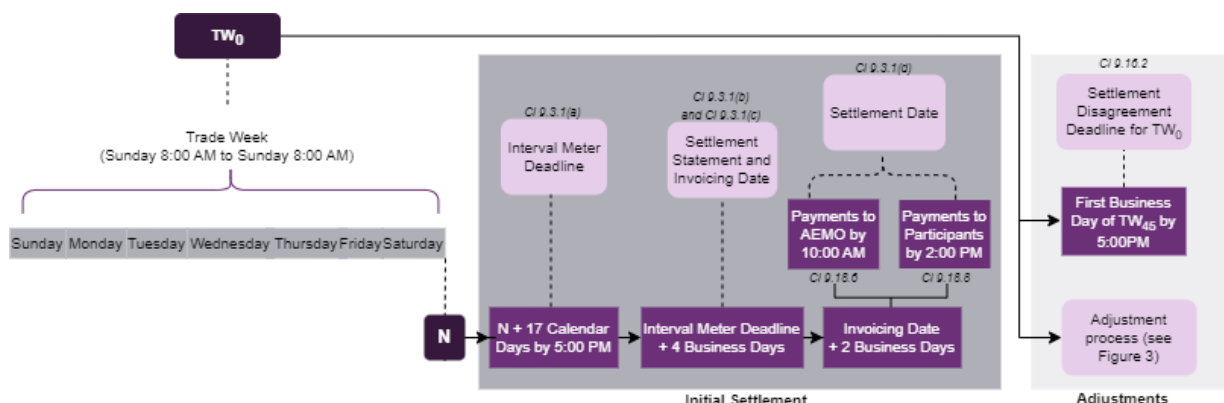 TW0
Trade Week
(Sunday 8:00 AM to Sunday 8:00 AM)
Sunday Monday Tuesday Wednesday Thursday Friday Saturday
N
Cl 9.3.1(a)
Interval Meter
Deadline
N + 17 Calendar
Days by 5:00 PM
Cl 9.3.1(b)
and Cl 9.3.1(c)
Settlement
Statement and
Invoicing Date
Interval Meter Deadline
+ 4 Business Days
Cl 9.3.1(d)
Settlement Date
Payments to
AEMO by
10:00 AM
Cl 9.18.6
Payments to
Participants
by 2:00 PM
Cl 9.18.8
Invoicing Date
+ 2 Business Days
Initial Settlement
Cl 9.16.2
Settlement
Disagreement
Deadline for TW0
First Business
Day of TW45 by
5:00PM
Adjustment
process (see
Figure 3)
Adjustments